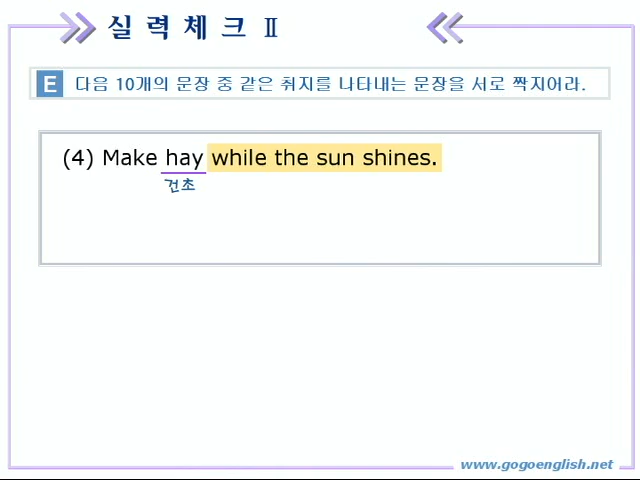 실 력 체 크 Ⅱ
E 다음 10개의 문장 중 같은 취지를 나타내는 문장을 서로 짝지어라.
(4) Make hay while the sun shines.
건초
www.gogoenglish.net